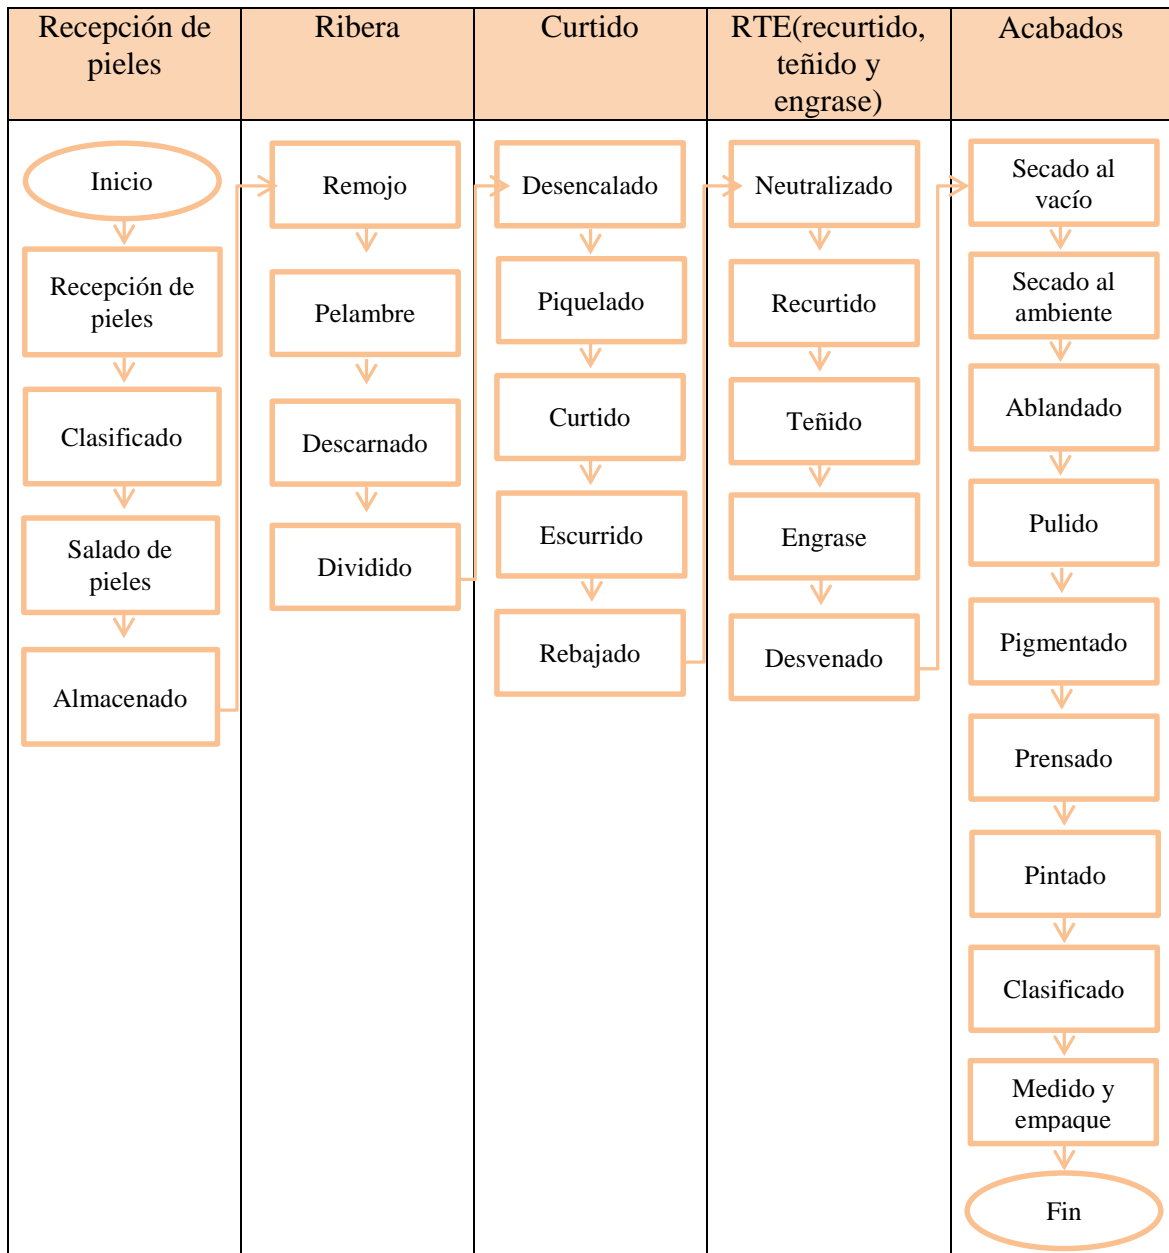 Recepción de
pieles
Ribera
Curtido
RTE(recurtido,
teñido y
engrase)
Acabados
Inicio
Recepción de
pieles
Clasificado
Salado de
pieles
Almacenado
Remojo
Pelambre
Descarnado
Dividido
Desencalado
Piquelado
Curtido
Escurrido
Rebajado
Neutralizado
Recurtido
Teñido
Engrase
Desvenado
Secado al
vacío
Secado al
ambiente
Ablandado
Pulido
Pigmentado
Prensado
Pintado
Clasificado
Medido y
empaque
Fin